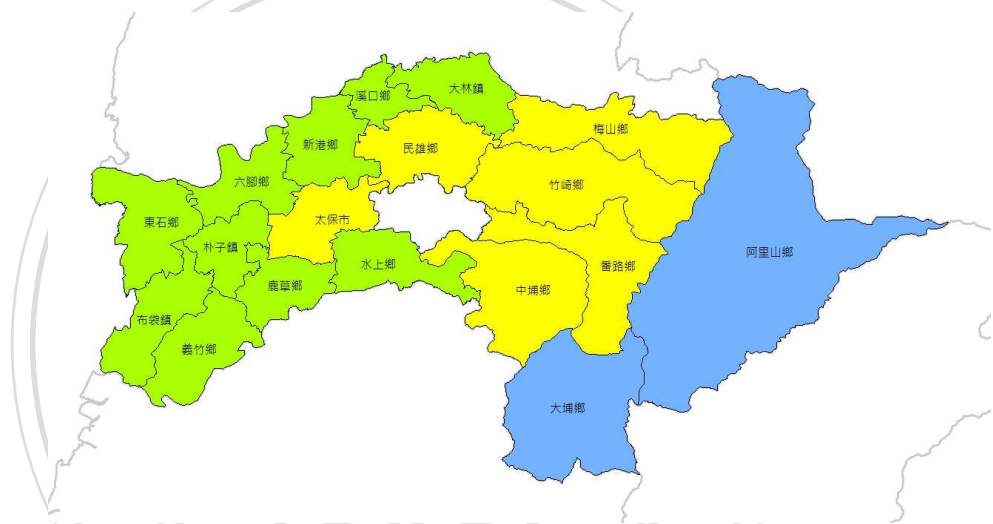 大林鎮
溪口鄉
梅山鄉
新港鄉
民雄鄉
六腳鄉
竹崎鄉
東石鄉
太保市
朴子鎮
水上鄉
阿里山鄉
番路鄉
鹿草鄉
中埔鄉
布袋鎮
義竹鄉
大埔鄉